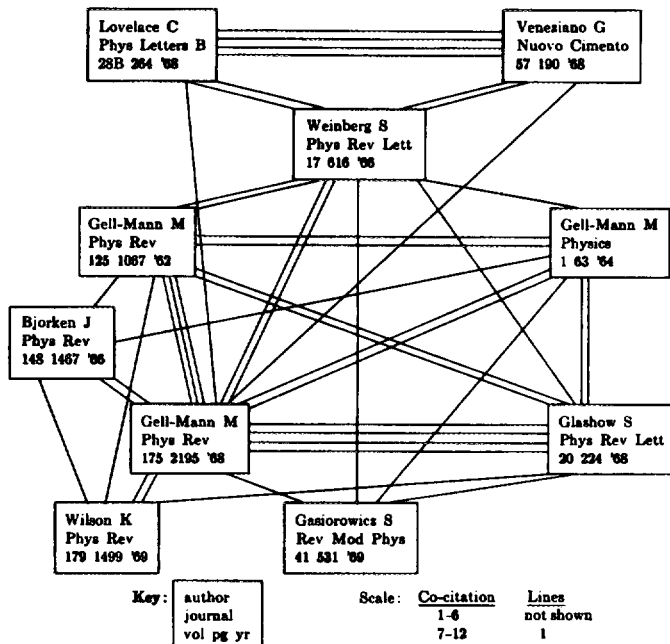 Lovelace C
Phys Letters B
28B 264 '68
Veneziano G
Nuovo Cimento
57 190 '68
Weinberg S
Phys Rev Lett
17 616 '66
Gell-Mann M
Phys Rev
125 1067 '62
Gell-Mann M
Physics
1 63 '64
Bjorken J
Phys Rev
148 1467 '66
Gell-Mann M
Phys Rev
175 2195 '68
Glashow S
Phys Rev Lett
20 224 '68
Wilson K
Phys Rev
179 1499 '69
Gasiorowics S
Rev Mod Phys
41 531 '69
Key: author
journal
vol pg yr
Scale: Co-citation Lines
1-6 not shown
7-12 1